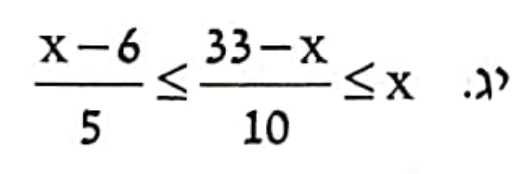 יג. (x-6)/5 ≤ (33-x)/10 ≤ x